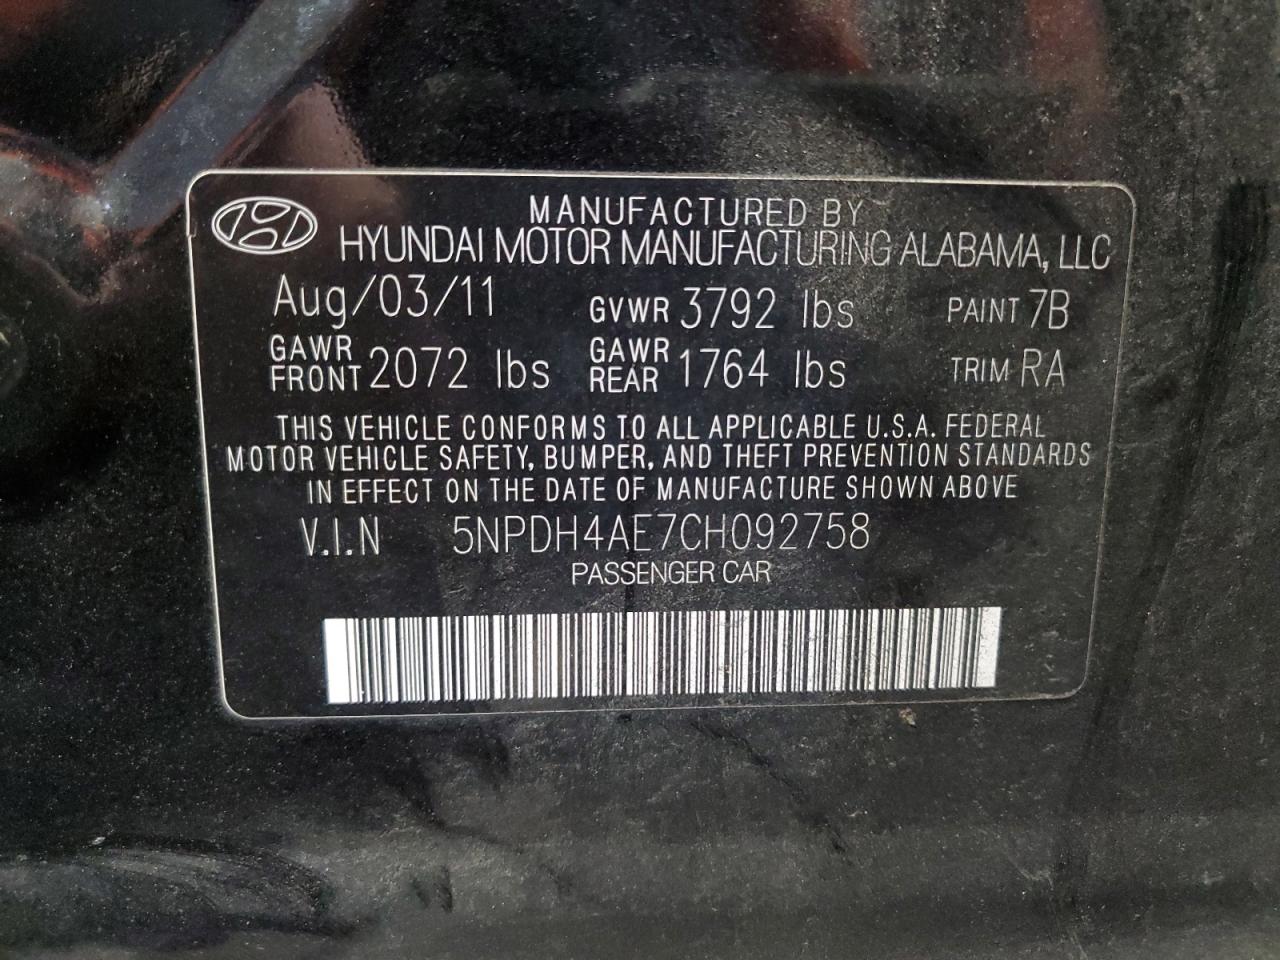 MANUFACTURED BY
HYUNDAI MOTOR MANUFACTURING ALABAMA, LLC
Aug/03/11 GVWR 3792 lbs PAINT 7B
GAWR FRONT 2072 lbs GAWR REAR 1764 lbs TRIM RA
THIS VEHICLE CONFORMS TO ALL APPLICABLE U.S.A. FEDERAL
MOTOR VEHICLE SAFETY, BUMPER, AND THEFT PREVENTION STANDARDS
IN EFFECT ON THE DATE OF MANUFACTURE SHOWN ABOVE
V.I.N 5NPDH4AE7CH092758
PASSENGER CAR